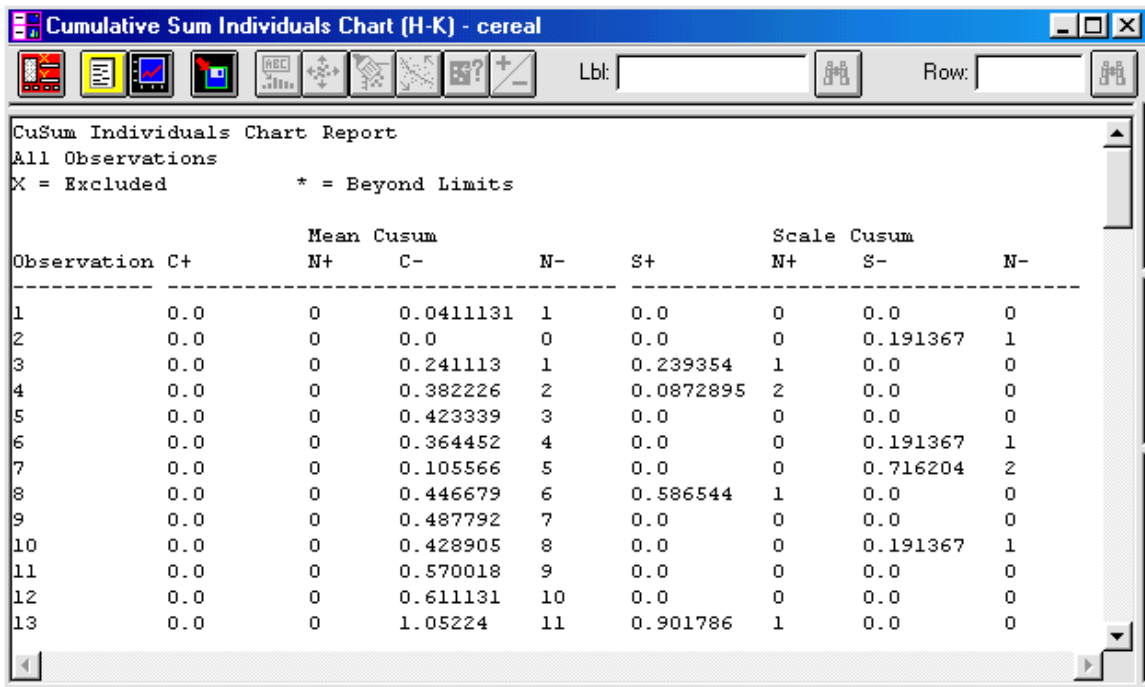 Cumulative Sum Individuals Chart (H-K) - cereal
ABC ? + - Lbl: Row:
CuSum Individuals Chart Report
All Observations
X = Excluded * = Beyond Limits
Mean Cusum Scale Cusum
Observation C+ N+ C- N- S+ N+ S- N-
----------- ----------------------------------- -----------------------------------
1 0.0 0 0.0411131 1 0.0 0 0.0 0
2 0.0 0 0.0 0 0.0 0 0.191367 1
3 0.0 0 0.241113 1 0.239354 1 0.0 0
4 0.0 0 0.382226 2 0.0872895 2 0.0 0
5 0.0 0 0.423339 3 0.0 0 0.0 0
6 0.0 0 0.364452 4 0.0 0 0.191367 1
7 0.0 0 0.105566 5 0.0 0 0.716204 2
8 0.0 0 0.446679 6 0.586544 1 0.0 0
9 0.0 0 0.487792 7 0.0 0 0.0 0
10 0.0 0 0.428905 8 0.0 0 0.191367 1
11 0.0 0 0.570018 9 0.0 0 0.0 0
12 0.0 0 0.611131 10 0.0 0 0.0 0
13 0.0 0 1.05224 11 0.901786 1 0.0 0